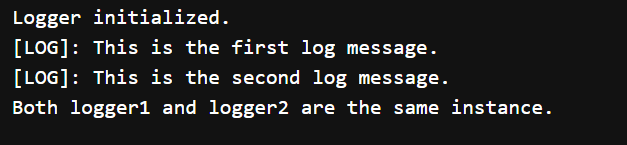 Logger initialized.
[LOG]: This is the first log message.
[LOG]: This is the second log message.
Both logger1 and logger2 are the same instance.